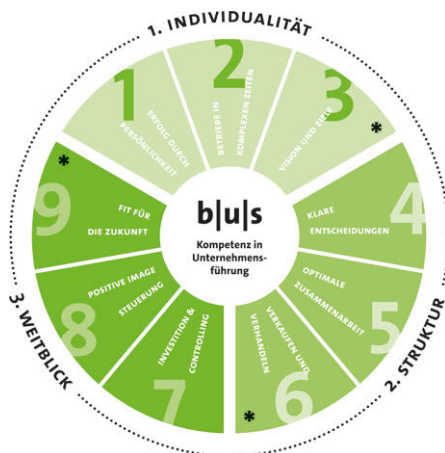 1. INDIVIDUALITÄT
1
ERFOLG DURCH
PERSÖNLICHKEIT
2
BETRIEBE IN
KOMPLEXEN ZEITEN
3
VISION UND ZIELE
*
2. STRUKTUR
4
KLARE
ENTSCHEIDUNGEN
5
OPTIMALE
ZUSAMMENARBEIT
6
VERKAUFEN UND
VERHANDELN
*
3. WEITBLICK
7
INVESTITION &
CONTROLLING
8
POSITIVE IMAGE
STEUERUNG
9
FIT FÜR
DIE ZUKUNFT
*
b|u|s
Kompetenz in
Unternehmens-
führung